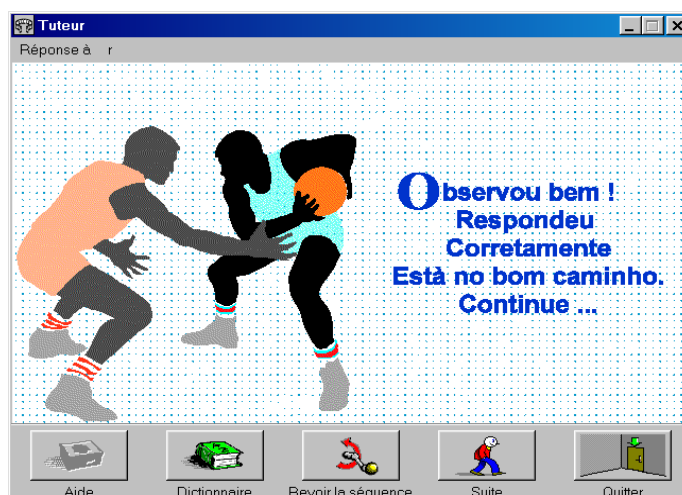 Tuteur
Réponse à r
Observou bem !
Respondeu
Corretamente
Està no bom caminho.
Continue ...
Aide
Dictionnaire
Revoir la séquence
Suite
Quitter